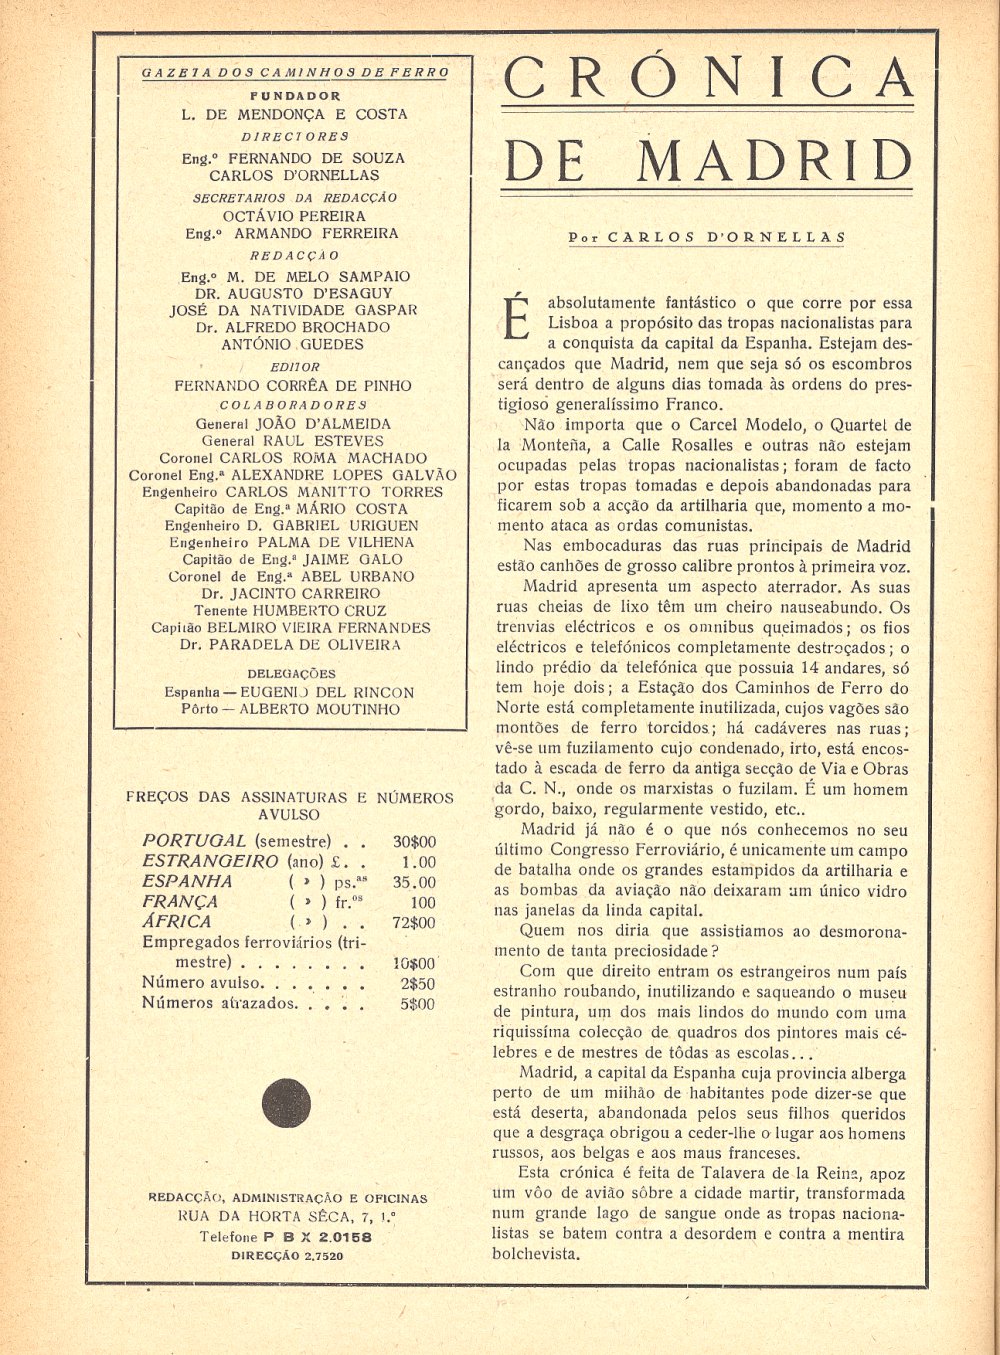 GAZETA DOS CAMINHOS DE FERRO
FUNDADOR
L. DE MENDONÇA E COSTA
DIRECTORES
Eng.º FERNANDO DE SOUZA
CARLOS D'ORNELLAS
SECRETARIOS DA REDACÇÃO
OCTÁVIO PEREIRA
Eng.º ARMANDO FERREIRA
REDACÇÃO
Eng.º M. DE MELO SAMPAIO
DR. AUGUSTO D'ESAGUY
JOSÉ DA NATIVIDADE GASPAR
Dr. ALFREDO BROCHADO
ANTÓNIO GUEDES
EDITOR
FERNANDO CORRÊA DE PINHO
COLABORADORES
General JOÃO D'ALMEIDA
General RAUL ESTEVES
Coronel CARLOS ROMA MACHADO
Coronel Eng.ª ALEXANDRE LOPES GALVÃO
Engenheiro CARLOS MANITTO TORRES
Capitão de Eng.ª MÁRIO COSTA
Engenheiro D. GABRIEL URIGUEN
Engenheiro PALMA DE VILHENA
Capitão de Eng.ª JAIME GALO
Coronel de Eng.ª ABEL URBANO
Dr. JACINTO CARREIRO
Tenente HUMBERTO CRUZ
Capitão BELMIRO VIEIRA FERNANDES
Dr. PARADELA DE OLIVEIRA
DELEGAÇÕES
Espanha — EUGENIO DEL RINCON
Pôrto — ALBERTO MOUTINHO
FREÇOS DAS ASSINATURAS E NÚMEROS
AVULSO
PORTUGAL (semestre) . . 30$00
ESTRANGEIRO (ano) £. . 1.00
ESPANHA ( » ) ps.ªˢ 35.00
FRANÇA ( » ) fr.ºˢ 100
ÁFRICA ( » ) . . 72$00
Empregados ferroviários (tri-
mestre) . . . . . . . . 10$00
Número avulso. . . . . . . 2$50
Números atrazados. . . . . 5$00
REDACÇÃO, ADMINISTRAÇÃO E OFICINAS
RUA DA HORTA SÊCA, 7, 1.º
Telefone P B X 2.0158
DIRECÇÃO 2.7520
CRÓNICA
DE MADRID
Por CARLOS D'ORNELLAS
É absolutamente fantástico o que corre por essa
Lisboa a propósito das tropas nacionalistas para
a conquista da capital da Espanha. Estejam des-
cançados que Madrid, nem que seja só os escombros
será dentro de alguns dias tomada às ordens do pres-
tigioso generalíssimo Franco.
Não importa que o Carcel Modelo, o Quartel de
la Monteña, a Calle Rosalles e outras não estejam
ocupadas pelas tropas nacionalistas; foram de facto
por estas tropas tomadas e depois abandonadas para
ficarem sob a acção da artilharia que, momento a mo-
mento ataca as ordas comunistas.
Nas embocaduras das ruas principais de Madrid
estão canhões de grosso calibre prontos à primeira voz.
Madrid apresenta um aspecto aterrador. As suas
ruas cheias de lixo têm um cheiro nauseabundo. Os
trenvias eléctricos e os omnibus queimados; os fios
eléctricos e telefónicos completamente destroçados; o
lindo prédio da telefónica que possuia 14 andares, só
tem hoje dois; a Estação dos Caminhos de Ferro do
Norte está completamente inutilizada, cujos vagões são
montões de ferro torcidos; há cadáveres nas ruas;
vê-se um fuzilamento cujo condenado, irto, está encos-
tado à escada de ferro da antiga secção de Via e Obras
da C. N., onde os marxistas o fuzilam. É um homem
gordo, baixo, regularmente vestido, etc..
Madrid já não é o que nós conhecemos no seu
último Congresso Ferroviário, é unicamente um campo
de batalha onde os grandes estampidos da artilharia e
as bombas da aviação não deixaram um único vidro
nas janelas da linda capital.
Quem nos diria que assistiamos ao desmorona-
mento de tanta preciosidade?
Com que direito entram os estrangeiros num país
estranho roubando, inutilizando e saqueando o museu
de pintura, um dos mais lindos do mundo com uma
riquissíma colecção de quadros dos pintores mais cé-
lebres e de mestres de tôdas as escolas...
Madrid, a capital da Espanha cuja provincia alberga
perto de um miihão de habitantes pode dizer-se que
está deserta, abandonada pelos seus filhos queridos
que a desgraça obrigou a ceder-lhe o lugar aos homens
russos, aos belgas e aos maus franceses.
Esta crónica é feita de Talavera de la Reina, apoz
um vôo de avião sôbre a cidade martir, transformada
num grande lago de sangue onde as tropas naciona-
listas se batem contra a desordem e contra a mentira
bolchevista.